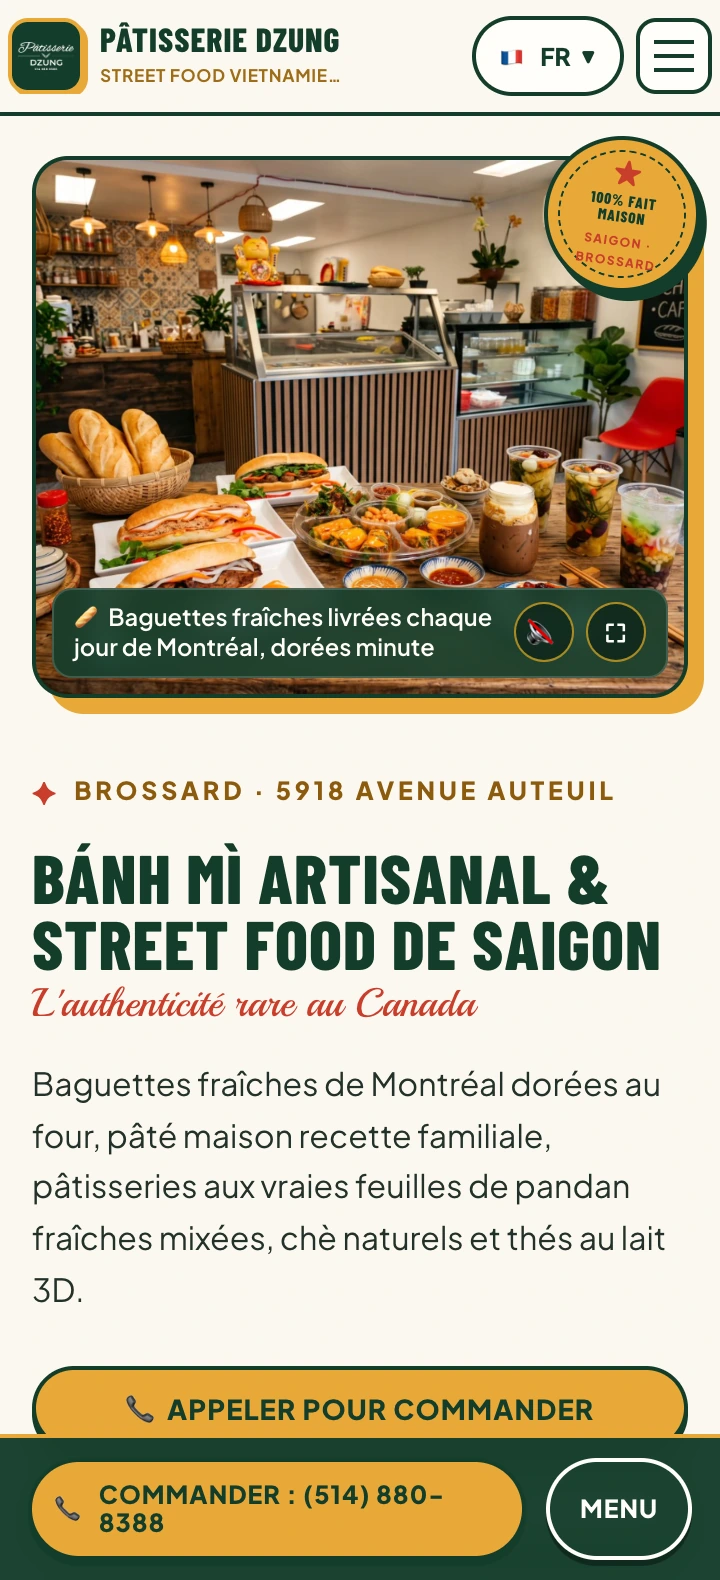 Pâtisserie
DZUNG
PÂTISSERIE DZUNG
STREET FOOD VIETNAMIE…
FR ▼
100% FAIT
MAISON
SAIGON ·
BROSSARD
Baguettes fraîches livrées chaque
jour de Montréal, dorées minute
BROSSARD · 5918 AVENUE AUTEUIL
BÁNH MÌ ARTISANAL &
STREET FOOD DE SAIGON
L'authenticité rare au Canada
Baguettes fraîches de Montréal dorées au
four, pâté maison recette familiale,
pâtisseries aux vraies feuilles de pandan
fraîches mixées, chè naturels et thés au lait
3D.
APPELER POUR COMMANDER
COMMANDER : (514) 880-
8388
MENU